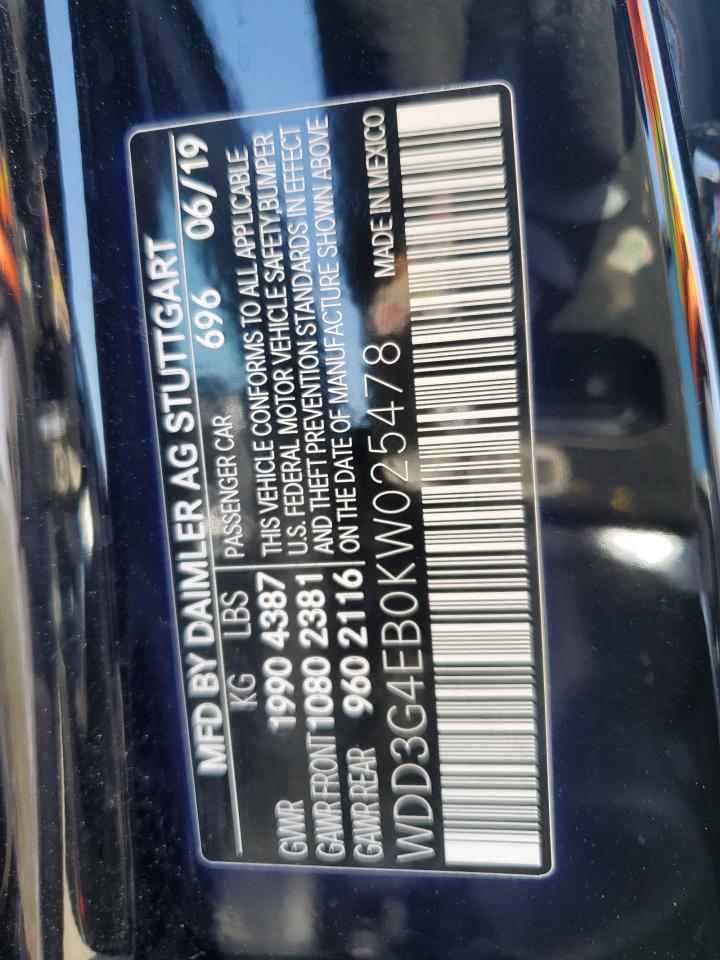 MFD BY DAIMLER AG STUTTGART
KG LBS PASSENGER CAR 696 06/19
GWR 1990 4387 THIS VEHICLE CONFORMS TO ALL APPLICABLE
U.S. FEDERAL MOTOR VEHICLE SAFETY,BUMPER
GAWR FRONT 1080 2381 AND THEFT PREVENTION STANDARDS IN EFFECT
GAWR REAR 960 2116 ON THE DATE OF MANUFACTURE SHOWN ABOVE
WDD3G4EB0KW025478 MADE IN MEXICO